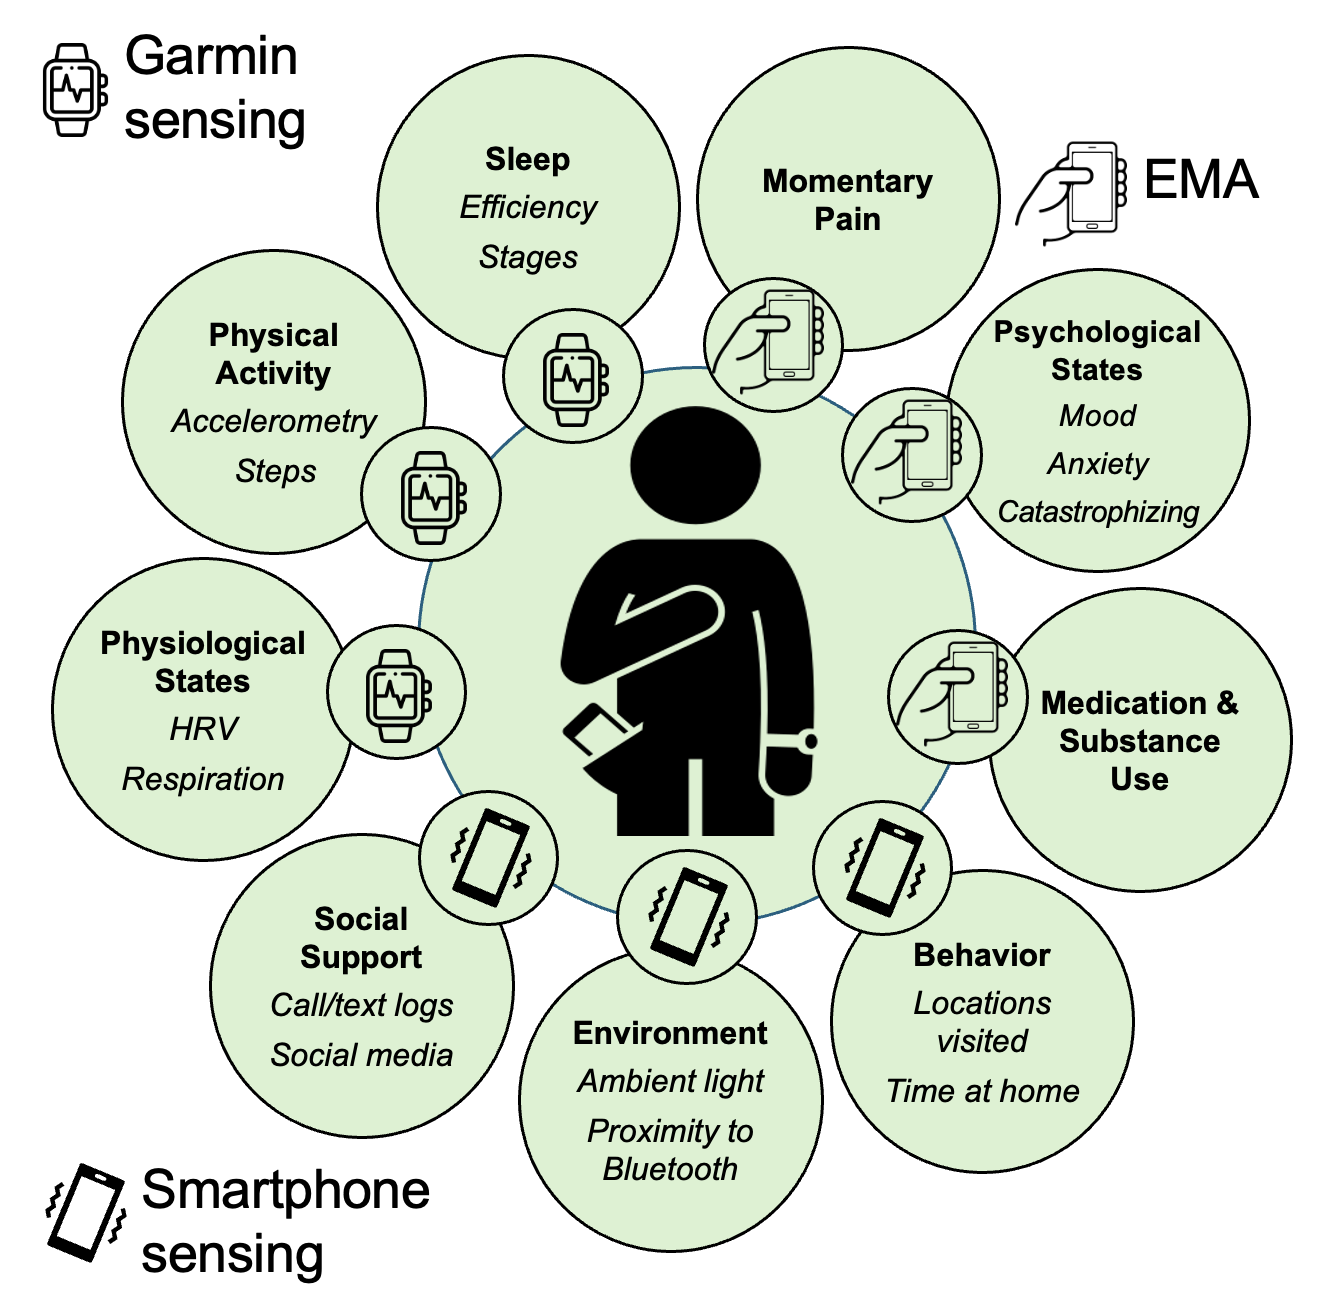 Garmin
sensing
Sleep
Efficiency
Stages
Momentary
Pain
EMA
Physical
Activity
Accelerometry
Steps
Psychological
States
Mood
Anxiety
Catastrophizing
Physiological
States
HRV
Respiration
Medication &
Substance
Use
Social
Support
Call/text logs
Social media
Environment
Ambient light
Proximity to
Bluetooth
Behavior
Locations
visited
Time at home
Smartphone
sensing